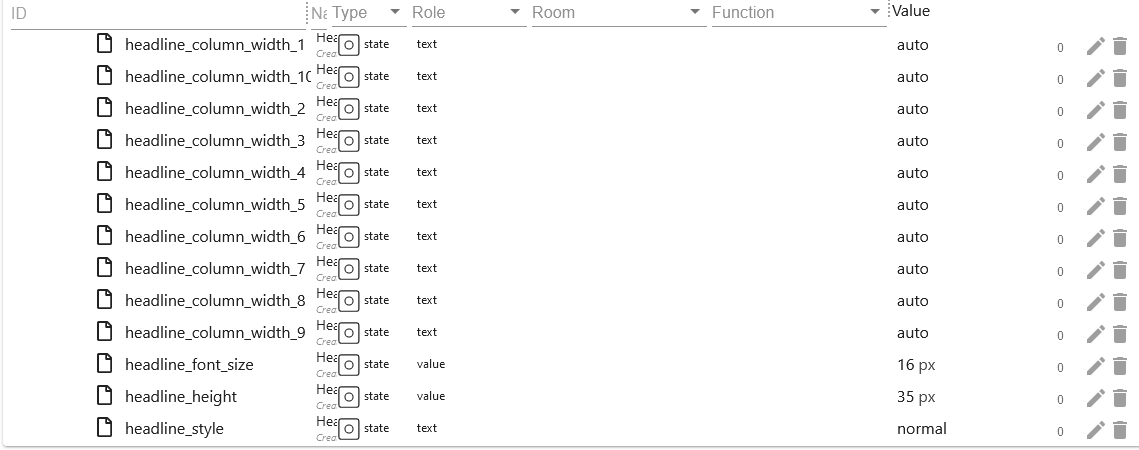 ID Na Type Role Room Function Value
headline_column_width_1 Hea Crea state text auto 0
headline_column_width_10 Hea Crea state text auto 0
headline_column_width_2 Hea Crea state text auto 0
headline_column_width_3 Hea Crea state text auto 0
headline_column_width_4 Hea Crea state text auto 0
headline_column_width_5 Hea Crea state text auto 0
headline_column_width_6 Hea Crea state text auto 0
headline_column_width_7 Hea Crea state text auto 0
headline_column_width_8 Hea Crea state text auto 0
headline_column_width_9 Hea Crea state text auto 0
headline_font_size Hea Crea state value 16 px 0
headline_height Hea Crea state value 35 px 0
headline_style Hea Crea state text normal 0